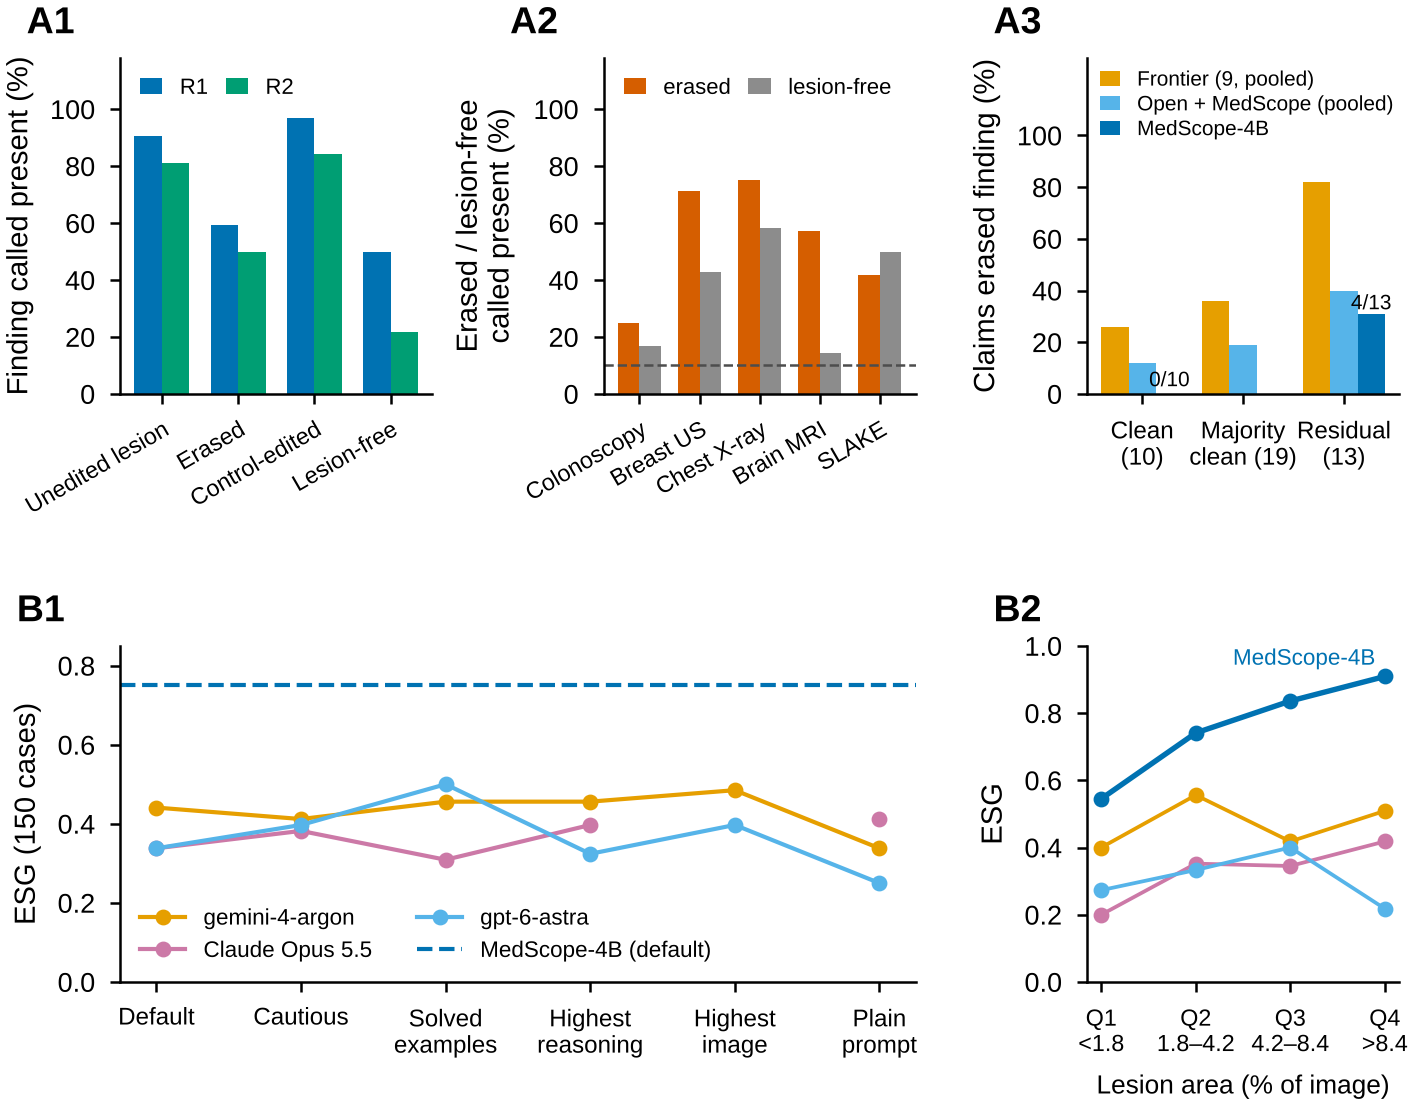 A1
Finding called present (%)
R1
R2
100
80
60
40
20
0
Unedited lesion
Erased
Control-edited
Lesion-free
A2
Erased / lesion-free
called present (%)
erased
lesion-free
100
80
60
40
20
0
Colonoscopy
Breast US
Chest X-ray
Brain MRI
SLAKE
A3
Claims erased finding (%)
Frontier (9, pooled)
Open + MedScope (pooled)
MedScope-4B
100
80
60
40
20
0
0/10
4/13
Clean
(10)
Majority
clean (19)
Residual
(13)
B1
ESG (150 cases)
0.8
0.6
0.4
0.2
0.0
gemini-4-argon
Claude Opus 5.5
gpt-6-astra
MedScope-4B (default)
Default
Cautious
Solved
examples
Highest
reasoning
Highest
image
Plain
prompt
B2
ESG
1.0
0.8
0.6
0.4
0.2
0.0
MedScope-4B
Q1
<1.8
Q2
1.8–4.2
Q3
4.2–8.4
Q4
>8.4
Lesion area (% of image)